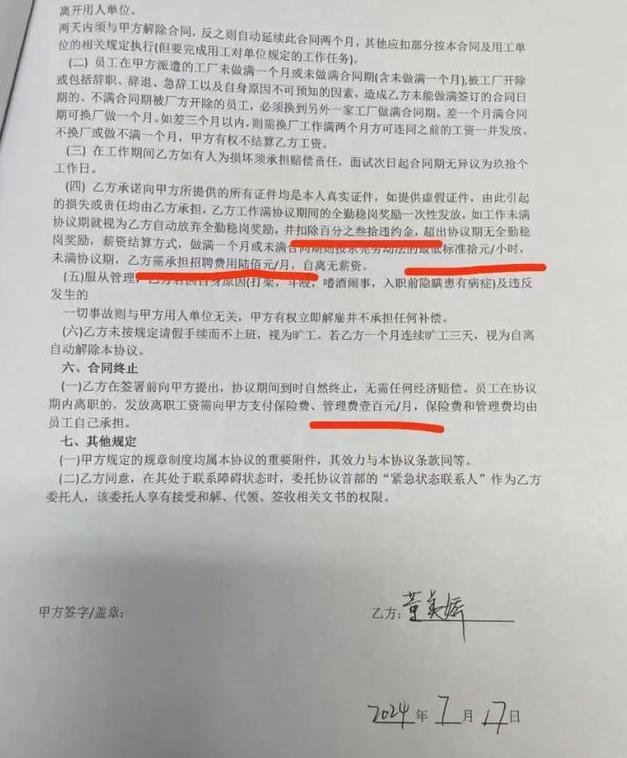 离开用人单位。
两天内须与甲方解除合同，反之则自动延续此合同两个月，其他应扣部分按本合同及用工单
位的相关规定执行(但要完成用工对单位规定的工作任务)。
(二) 员工在甲方派遣的工厂未做满一个月或未做满合同期(含未做满一个月),被工厂开除
或包括辞职、辞退、急辞工以及自身原因不可预知的因素，造成乙方未能做满签订的合同日
期的、不满合同期被厂方开除的员工，必须换到另外一家工厂做满合同期。差一个月满合同
期可换厂做一个月。如差三个月以内，则需换厂工作满两个月方可连同之前的工资一并发放。
不换厂或做不满一个月，甲方有权不结算乙方工资。
(三) 在工作期间乙方如有人为损坏须承担赔偿责任，面试次日起合同期无异议为玖拾个
工作日。
(四) 乙方承诺向甲方所提供的所有证件均是本人真实证件，如提供虚假证件，由此引起
的损失或责任均由乙方承担，乙方工作满协议期间的全勤稳岗奖励一次性发放，如工作未满
协议期就视为乙方自动放弃全勤稳岗奖励，并扣除百分之叁拾违约金，超出协议期无全勤稳
岗奖励，薪资结算方式，做满一个月或未满合同期则按东莞劳动法的最低标准拾元/小时，
未满协议期，乙方需承担招聘费用陆佰元/月，自离无薪资。
(五)服从管理，乙方若因自身原因(打架，斗殴，嗜酒闹事，入职前隐瞒患有病症)及违反
发生的
一切事故则与甲方用人单位无关，甲方有权立即解雇并不承担任何补偿。
(六)乙方未按规定请假手续而不上班，视为旷工。若乙方一个月连续旷工三天，视为自离
自动解除本协议。
六、合同终止
(一)乙方在签署前向甲方提出，协议期间到时自然终止，无需任何经济赔偿。员工在协议
期内离职的，发放离职工资需向甲方支付保险费、管理费壹百元/月，保险费和管理费均由
员工自己承担。
七、其他规定
(一)甲方规定的规章制度均属本协议的重要附件，其效力与本协议条款同等。
(二)乙方同意，在其处于联系障碍状态时，委托协议首部的“紧急状态联系人”作为乙方
委托人，该委托人享有接受和解、代领、签收相关文书的权限。
甲方签字/盖章：
乙方：董美娇
2024年7月17日